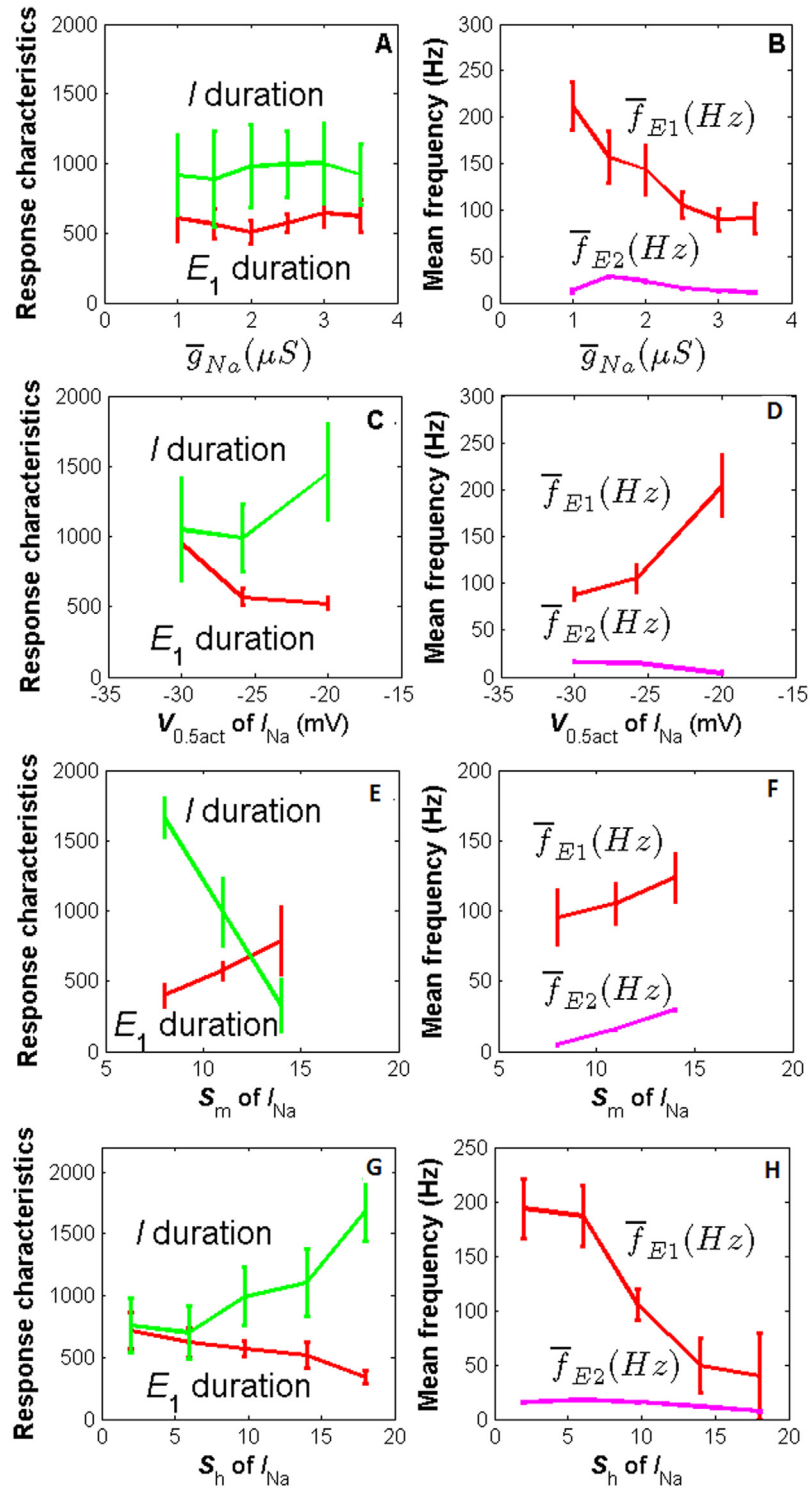 Response characteristics
2000
1500
1000
500
0
A
I duration
E1 duration
0 1 2 3 4
g̅Na(μS)
Mean frequency (Hz)
300
250
200
150
100
50
0
B
f̅E1(Hz)
f̅E2(Hz)
0 1 2 3 4
g̅Na(μS)
Response characteristics
2000
1500
1000
500
0
C
I duration
E1 duration
-35 -30 -25 -20 -15
V0.5act of INa (mV)
Mean frequency (Hz)
300
250
200
150
100
50
0
D
f̅E1(Hz)
f̅E2(Hz)
-35 -30 -25 -20 -15
V0.5act of INa (mV)
Response characteristics
2000
1500
1000
500
0
E
I duration
E1 duration
5 10 15 20
Sm of INa
Mean frequency (Hz)
200
150
100
50
0
F
f̅E1(Hz)
f̅E2(Hz)
5 10 15 20
Sm of INa
Response characteristics
2000
1500
1000
500
0
G
I duration
E1 duration
0 5 10 15 20
Sh of INa
Mean frequency (Hz)
250
200
150
100
50
0
H
f̅E1(Hz)
f̅E2(Hz)
0 5 10 15 20
Sh of INa